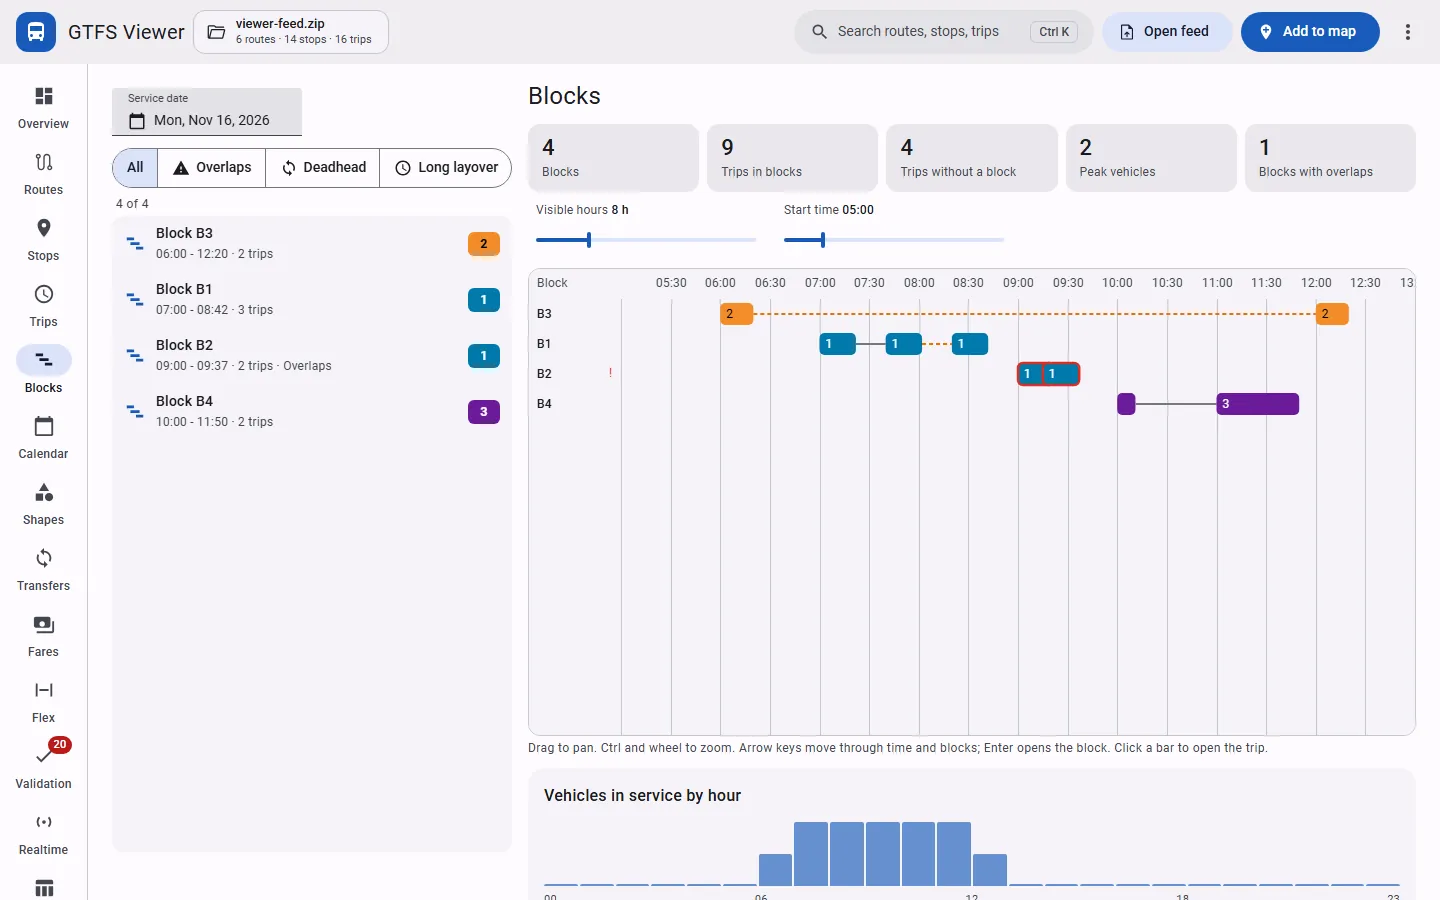 GTFS Viewer
viewer-feed.zip
6 routes · 14 stops · 16 trips
Search routes, stops, trips
Ctrl K
Open feed
Add to map
Overview
Routes
Stops
Trips
Blocks
Calendar
Shapes
Transfers
Fares
Flex
20
Validation
Realtime
Service date
Mon, Nov 16, 2026
All
Overlaps
Deadhead
Long layover
4 of 4
Block B3
06:00 - 12:20 · 2 trips
2
Block B1
07:00 - 08:42 · 3 trips
1
Block B2
09:00 - 09:37 · 2 trips · Overlaps
1
Block B4
10:00 - 11:50 · 2 trips
3
Blocks
4
Blocks
9
Trips in blocks
4
Trips without a block
2
Peak vehicles
1
Blocks with overlaps
Visible hours 8 h
Start time 05:00
Block 05:30 06:00 06:30 07:00 07:30 08:00 08:30 09:00 09:30 10:00 10:30 11:00 11:30 12:00 12:30 13
B3 2 2
B1 1 1 1
B2 ! 1 1
B4 3
Drag to pan. Ctrl and wheel to zoom. Arrow keys move through time and blocks; Enter opens the block. Click a bar to open the trip.
Vehicles in service by hour
00 06 12 18 23